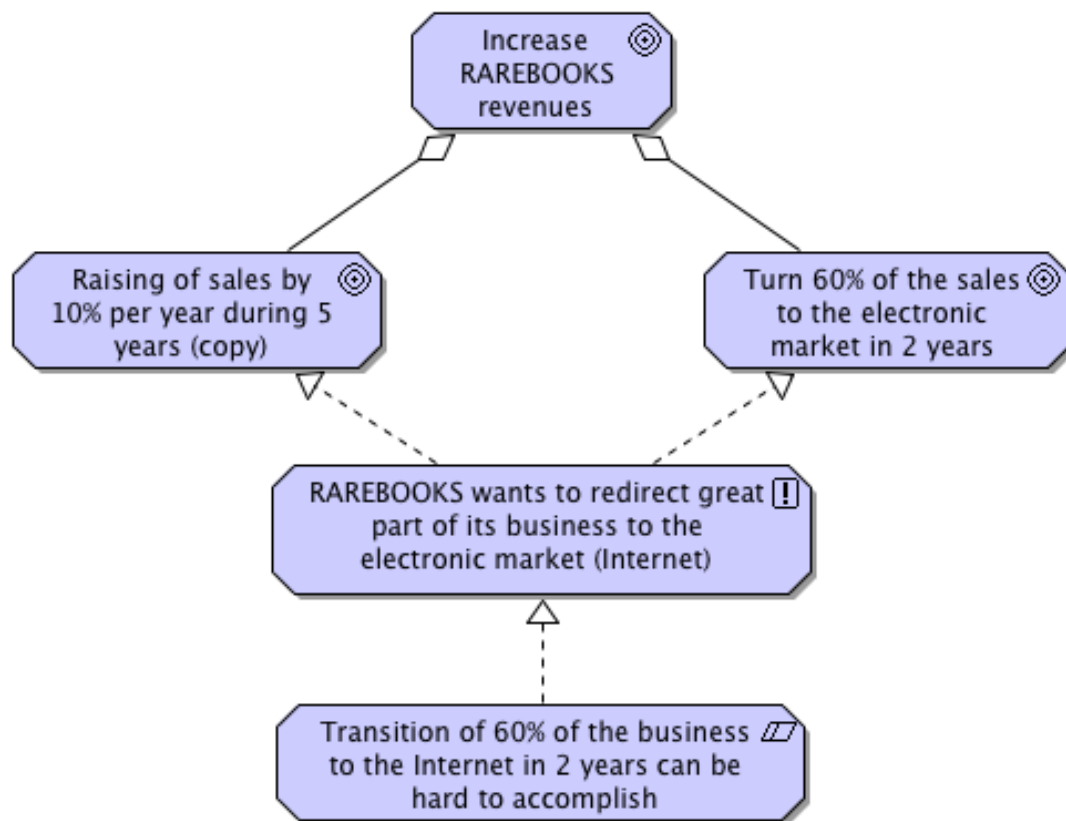 Increase
RAREBOOKS
revenues
Raising of sales by
10% per year during 5
years (copy)
Turn 60% of the sales
to the electronic
market in 2 years
RAREBOOKS wants to redirect great
part of its business to the
electronic market (Internet)
Transition of 60% of the business
to the Internet in 2 years can be
hard to accomplish